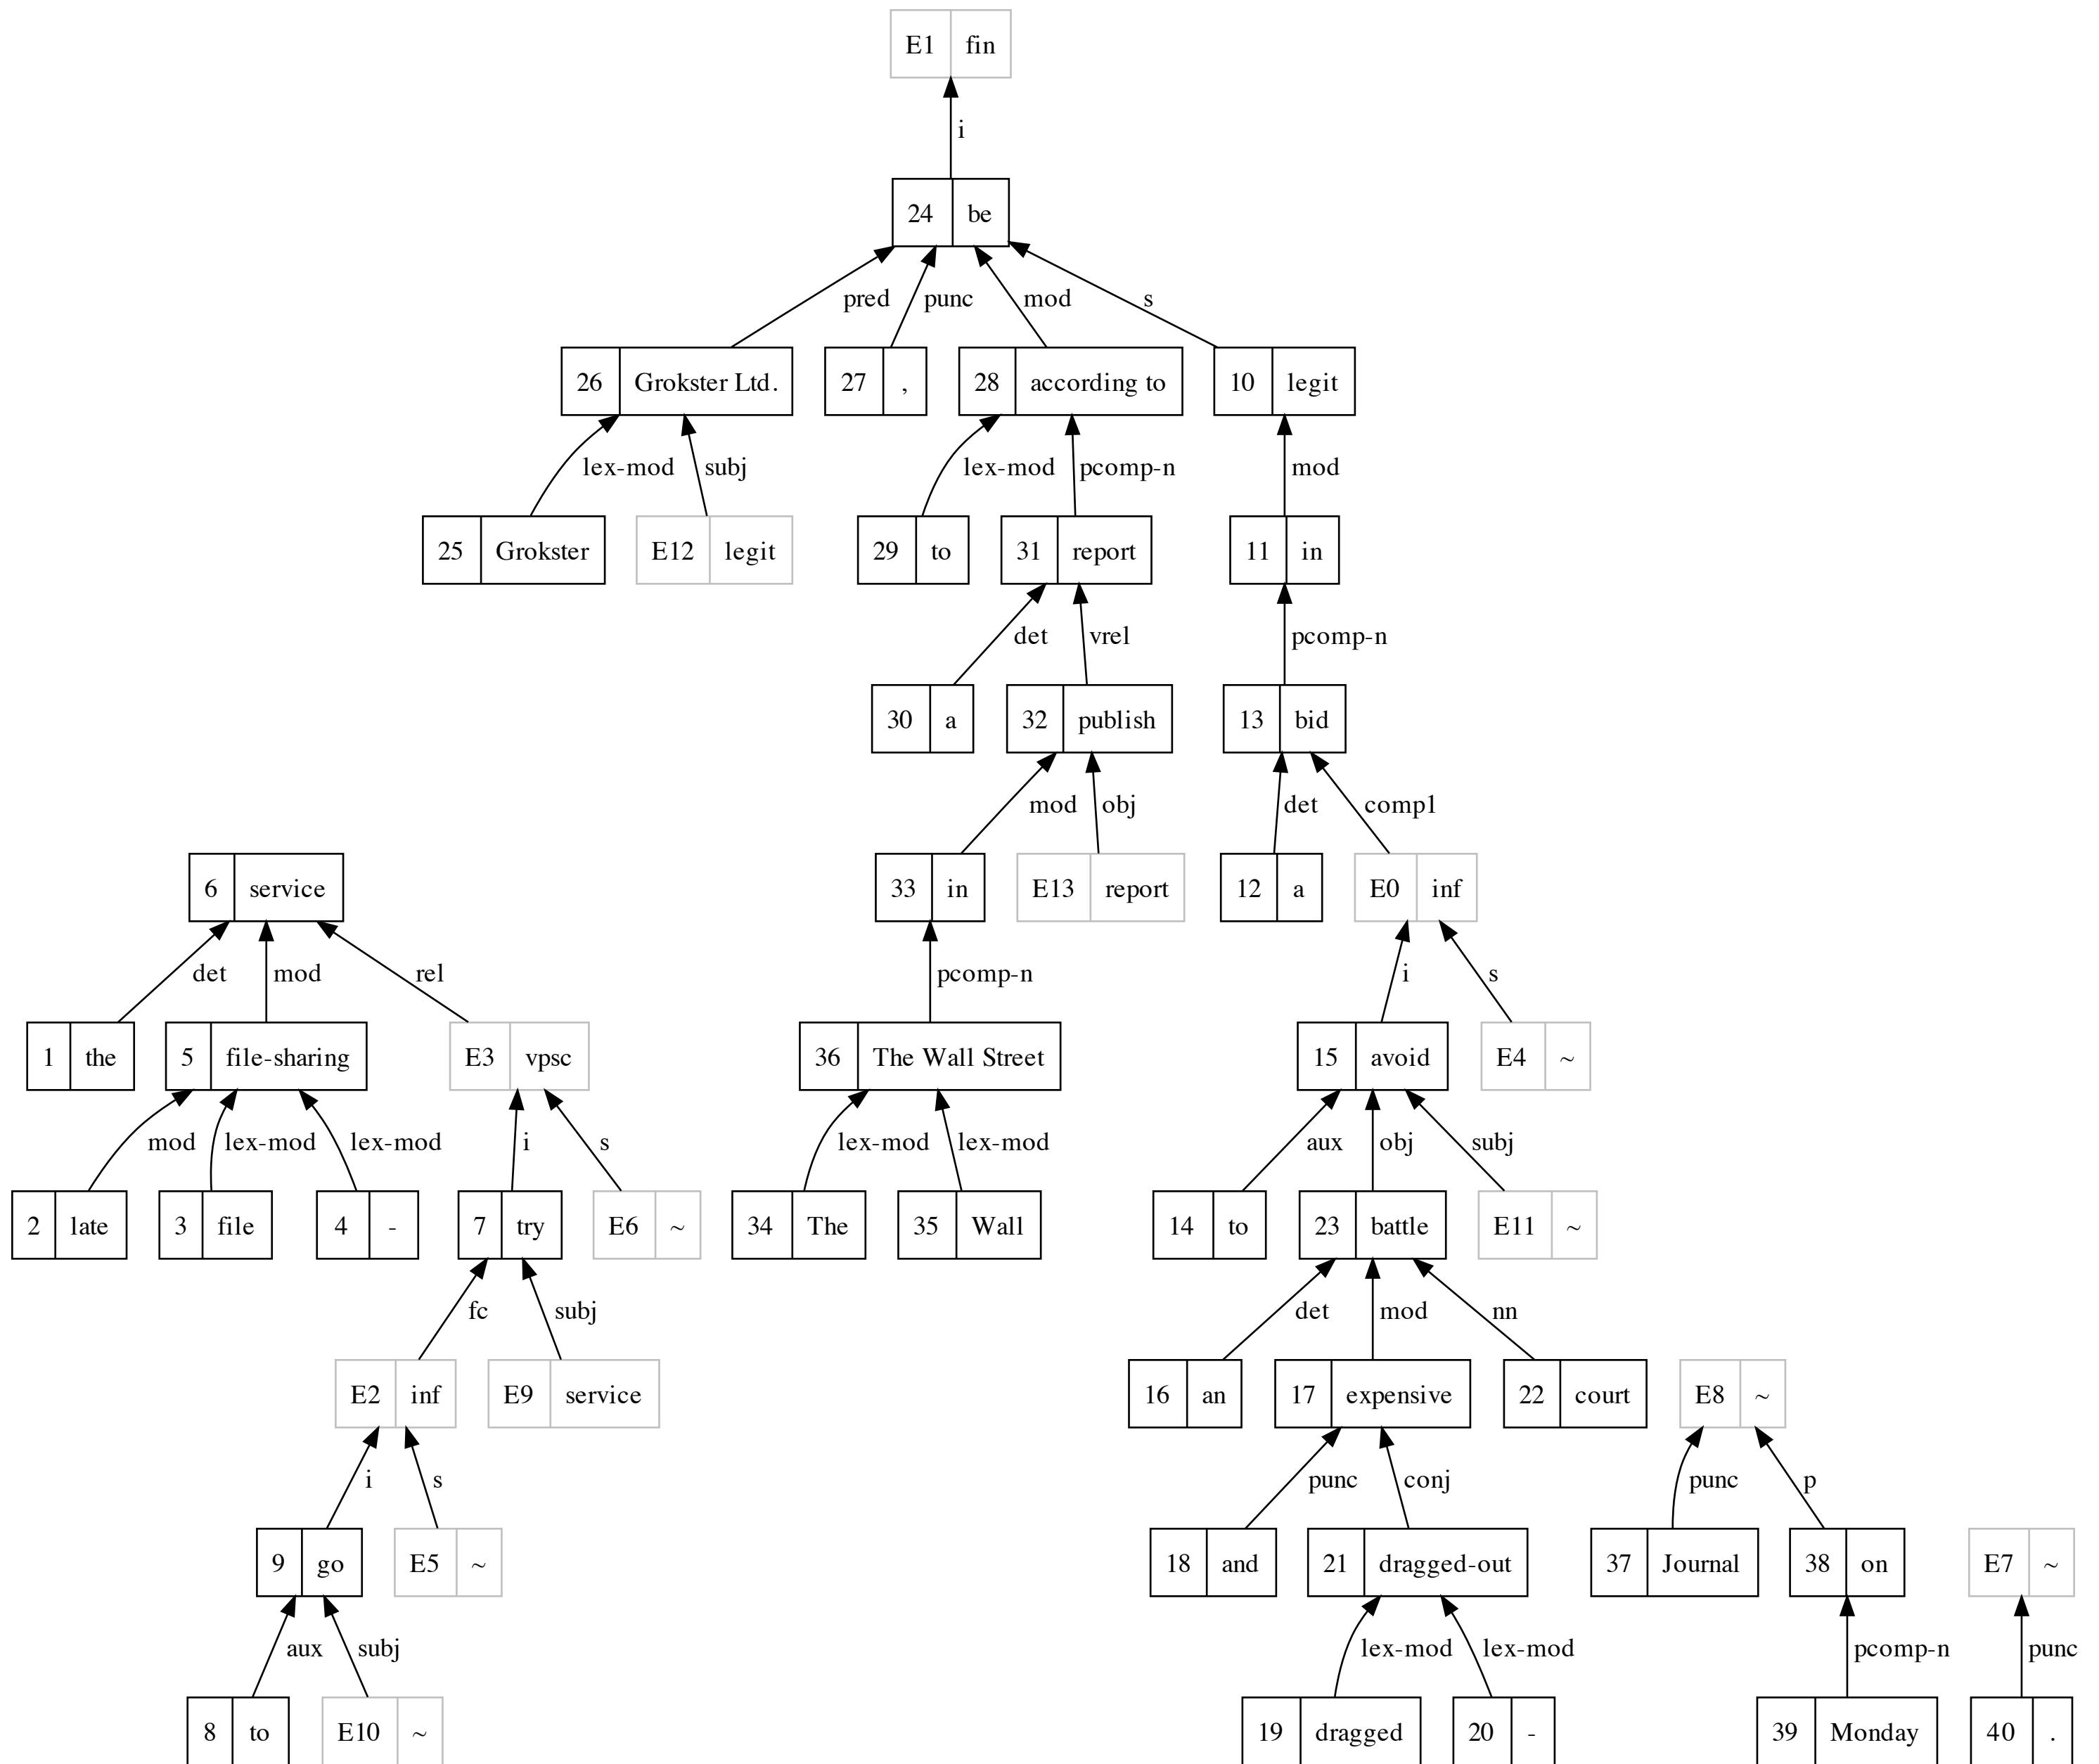 E1 fin
i
24 be
pred punc mod s
26 Grokster Ltd. 27 , 28 according to 10 legit
lex-mod subj lex-mod pcomp-n mod
25 Grokster E12 legit 29 to 31 report 11 in
det vrel pcomp-n
30 a 32 publish 13 bid
mod obj det comp1
6 service 33 in E13 report 12 a E0 inf
det mod rel pcomp-n i s
1 the 5 file-sharing E3 vpsc 36 The Wall Street 15 avoid E4 ~
mod lex-mod lex-mod i s lex-mod lex-mod aux obj subj
2 late 3 file 4 - 7 try E6 ~ 34 The 35 Wall 14 to 23 battle E11 ~
fc subj det mod nn
E2 inf E9 service 16 an 17 expensive 22 court E8 ~
i s punc conj punc p
9 go E5 ~ 18 and 21 dragged-out 37 Journal 38 on E7 ~
aux subj lex-mod lex-mod pcomp-n punc
8 to E10 ~ 19 dragged 20 - 39 Monday 40 .